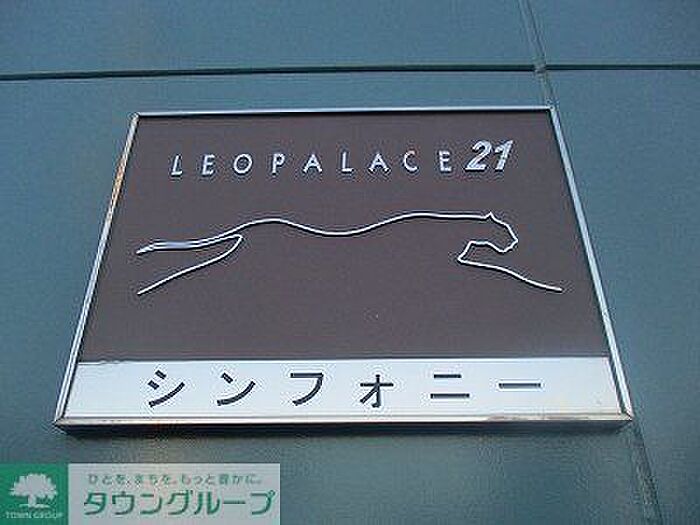 LEOPALACE21
シンフォニー
ひとを、まちを、もっと豊かに。
タウングループ
TOWN GROUP